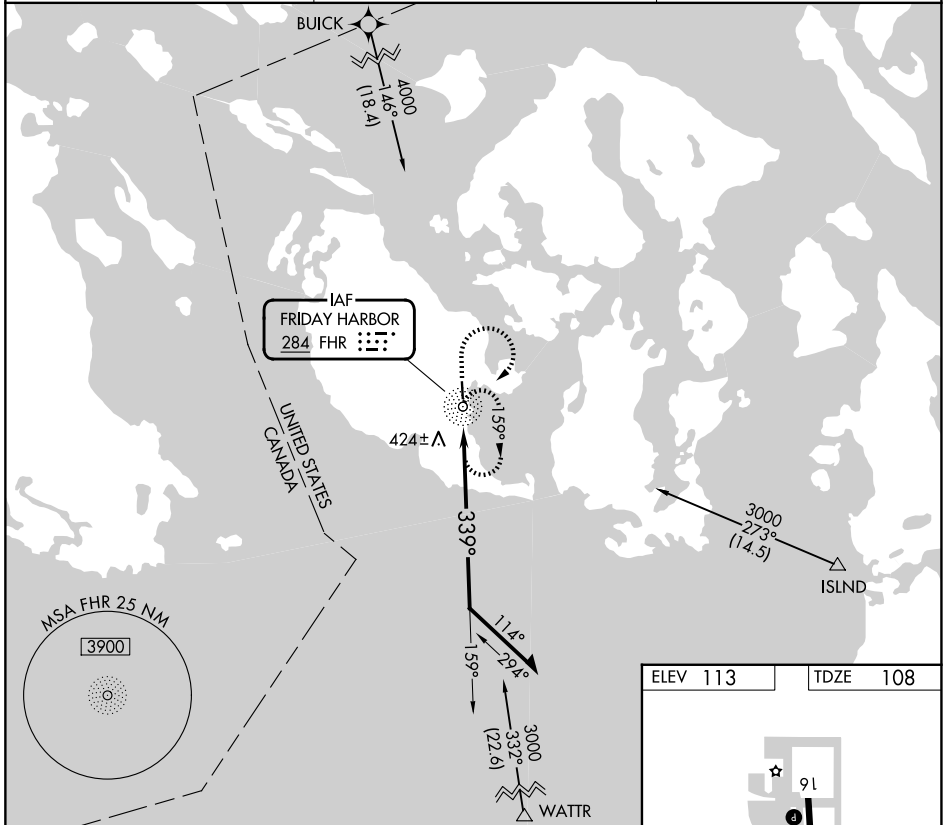 BUICK
4000
146°
(18.4)
IAF
FRIDAY HARBOR
284 FHR
159°
424±
UNITED STATES
CANADA
339°
3000
273°
(14.5)
ISLND
MSA FHR 25 NM
3900
114°
294°
159°
3000
332°
(22.6)
WATTR
ELEV 113
TDZE 108
16
P